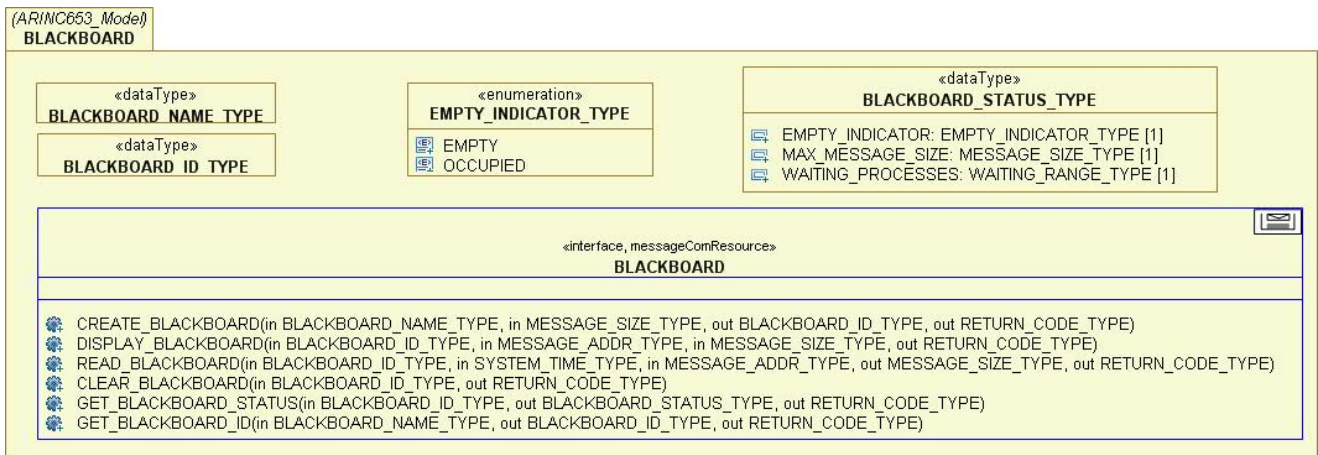 (ARINC653_Model)
BLACKBOARD
«dataType»
BLACKBOARD_NAME_TYPE
«dataType»
BLACKBOARD_ID_TYPE
«enumeration»
EMPTY_INDICATOR_TYPE
EMPTY
OCCUPIED
«dataType»
BLACKBOARD_STATUS_TYPE
EMPTY_INDICATOR: EMPTY_INDICATOR_TYPE [1]
MAX_MESSAGE_SIZE: MESSAGE_SIZE_TYPE [1]
WAITING_PROCESSES: WAITING_RANGE_TYPE [1]
«interface, messageComResource»
BLACKBOARD
CREATE_BLACKBOARD(in BLACKBOARD_NAME_TYPE, in MESSAGE_SIZE_TYPE, out BLACKBOARD_ID_TYPE, out RETURN_CODE_TYPE)
DISPLAY_BLACKBOARD(in BLACKBOARD_ID_TYPE, in MESSAGE_ADDR_TYPE, in MESSAGE_SIZE_TYPE, out RETURN_CODE_TYPE)
READ_BLACKBOARD(in BLACKBOARD_ID_TYPE, in SYSTEM_TIME_TYPE, in MESSAGE_ADDR_TYPE, out MESSAGE_SIZE_TYPE, out RETURN_CODE_TYPE)
CLEAR_BLACKBOARD(in BLACKBOARD_ID_TYPE, out RETURN_CODE_TYPE)
GET_BLACKBOARD_STATUS(in BLACKBOARD_ID_TYPE, out BLACKBOARD_STATUS_TYPE, out RETURN_CODE_TYPE)
GET_BLACKBOARD_ID(in BLACKBOARD_NAME_TYPE, out BLACKBOARD_ID_TYPE, out RETURN_CODE_TYPE)